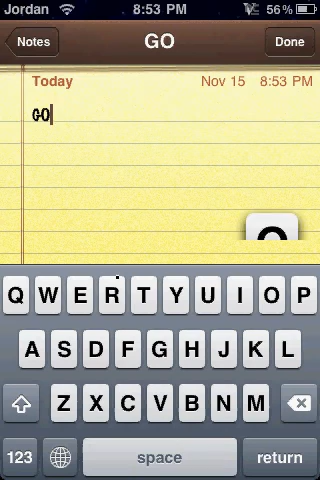 Jordan 8:53 PM 56%
Notes GO Done
Today Nov 15 8:53 PM
GO
O
Q W E R T Y U I O P
A S D F G H J K L
Z X C V B N M
123 space return